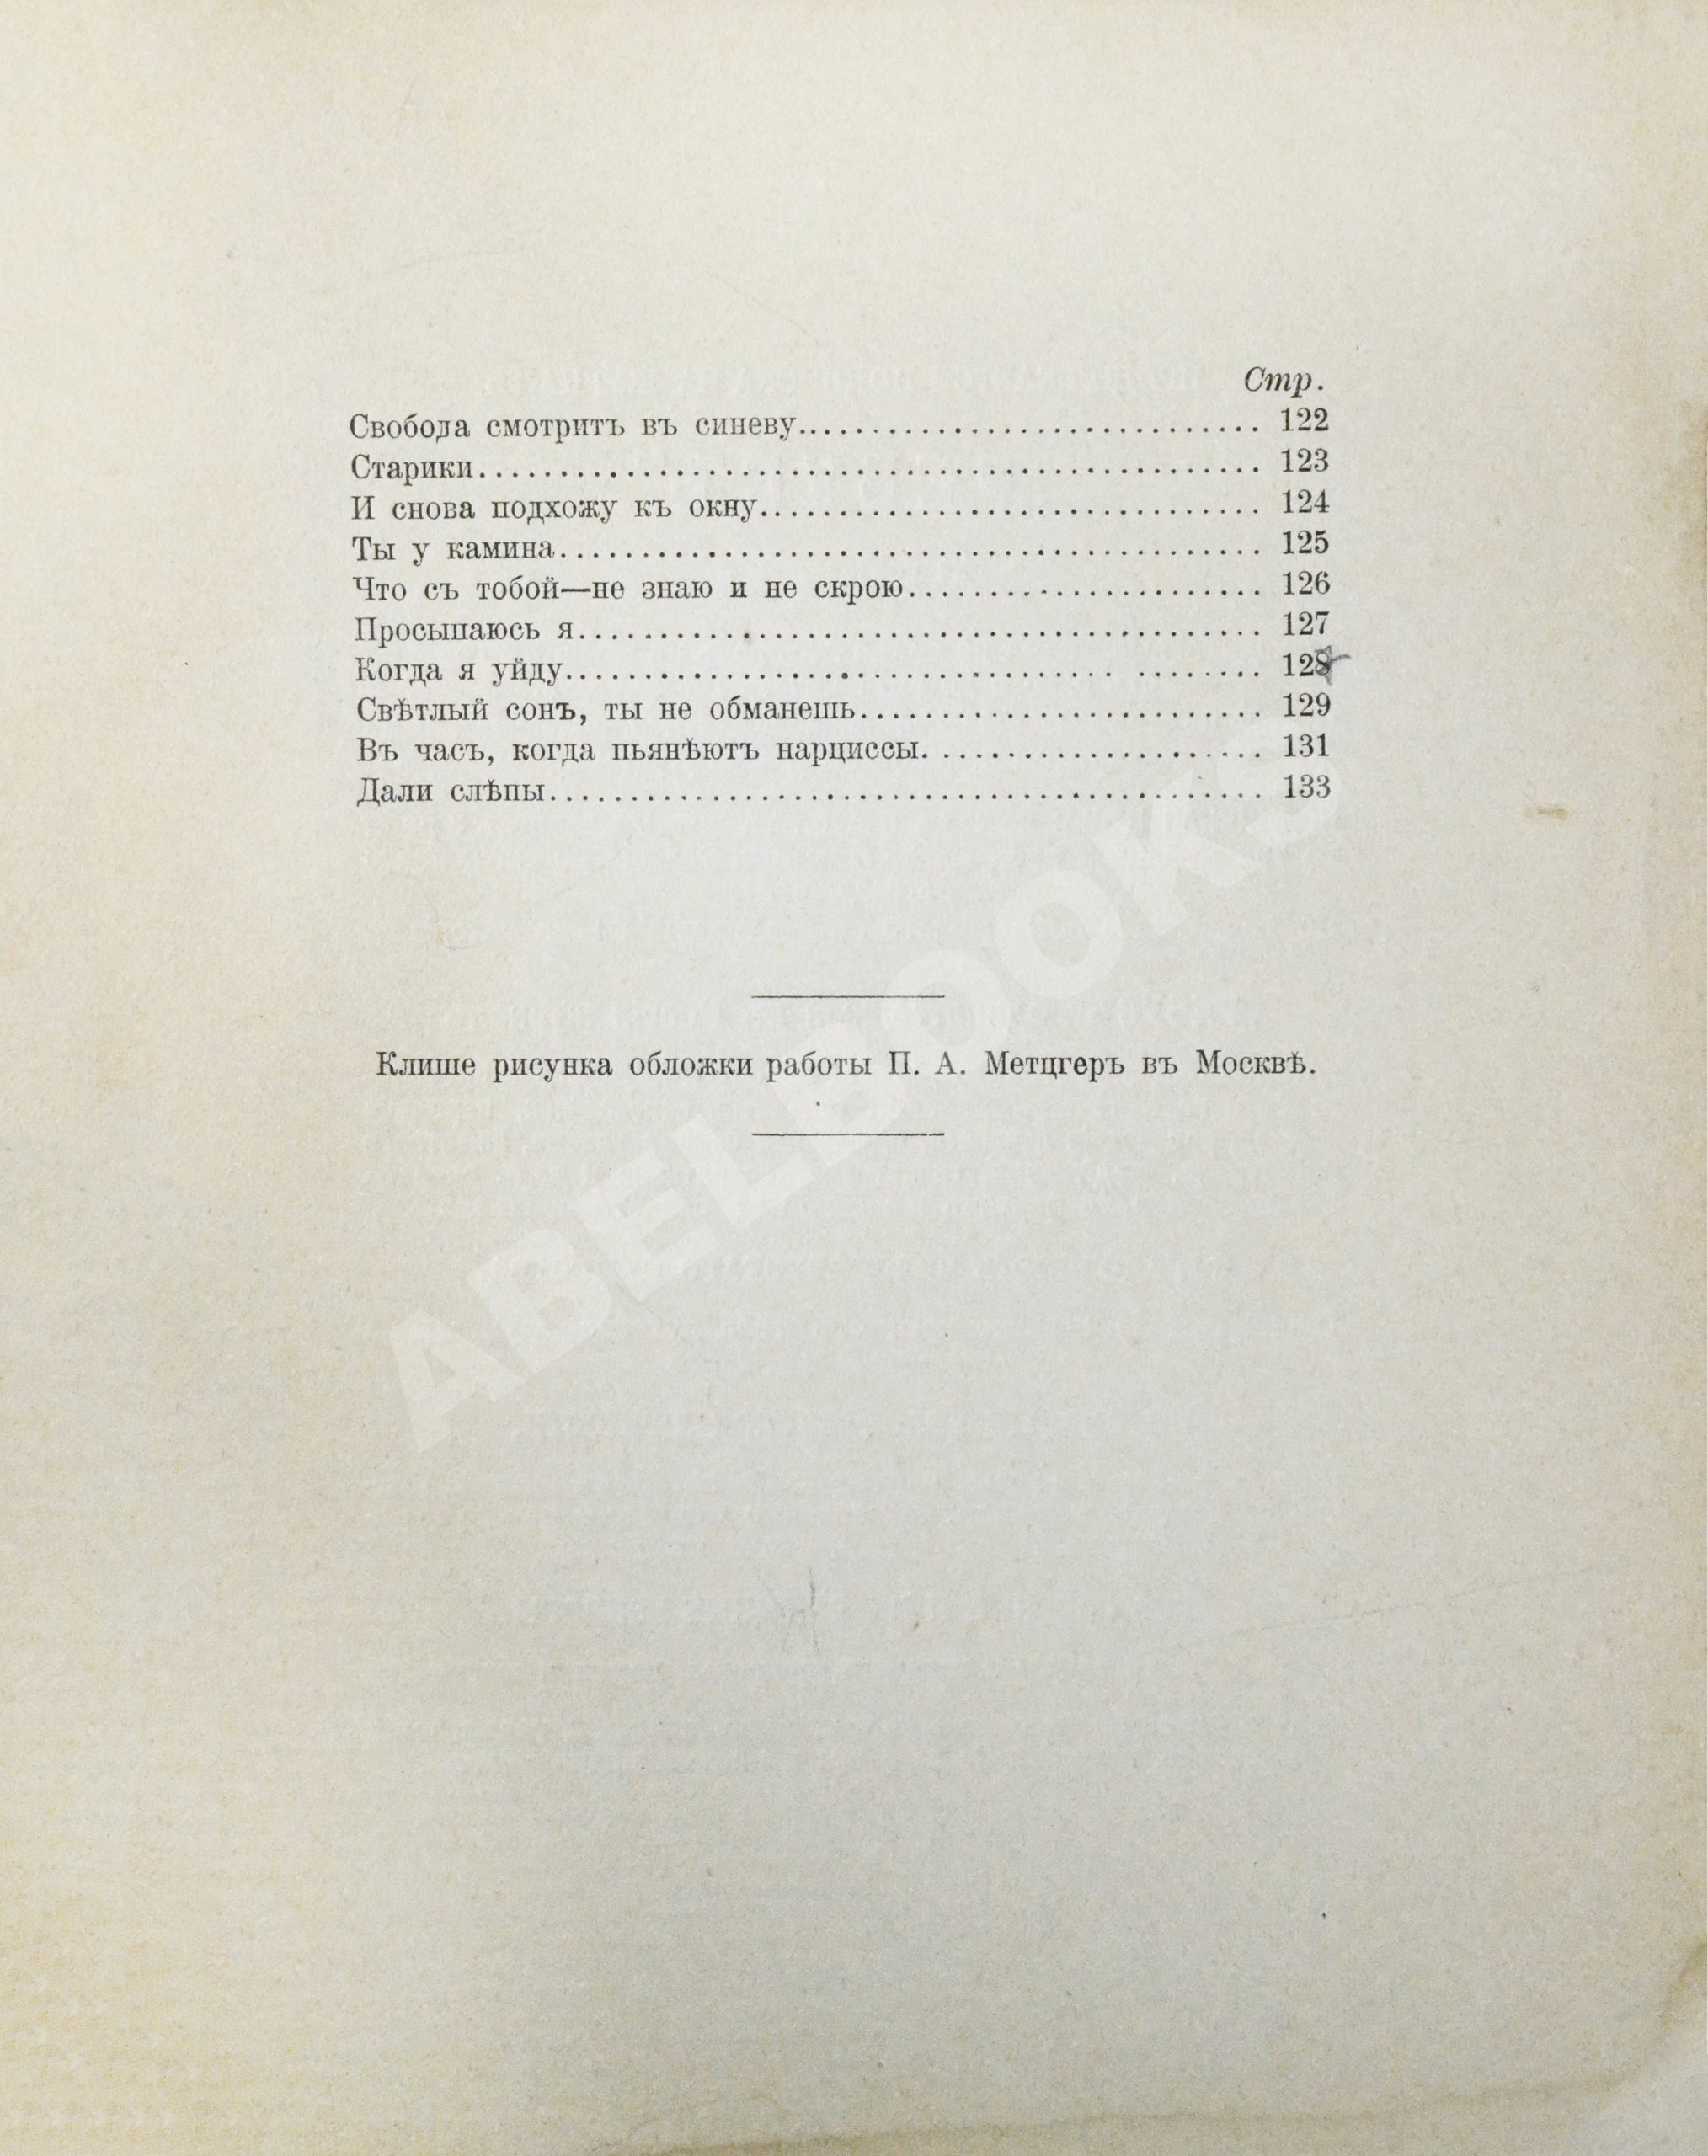 Стр.
Свобода смотритъ въ синеву.............................. 122
Старики.................................................. 123
И снова подхожу къ окну................................ 124
Ты у камина............................................. 125
Что съ тобой—не знаю и не скрою...................... 126
Просыпаюсь я............................................ 127
Когда я уйду............................................. 128
Свѣтлый сонъ, ты не обманешь......................... 129
Въ часъ, когда пьянѣютъ нарциссы..................... 131
Дали слѣпы.............................................. 133
Клише рисунка обложки работы П. А. Метцгеръ въ Москвѣ.
ABELBOOKS